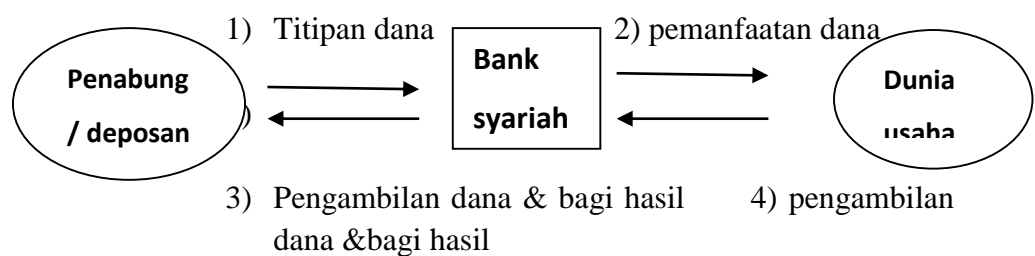 1) Titipan dana
2) pemanfaatan dana
Penabung
/ deposan
)
Bank
syariah
Dunia
usaha
3) Pengambilan dana & bagi hasil
4) pengambilan
dana &bagi hasil